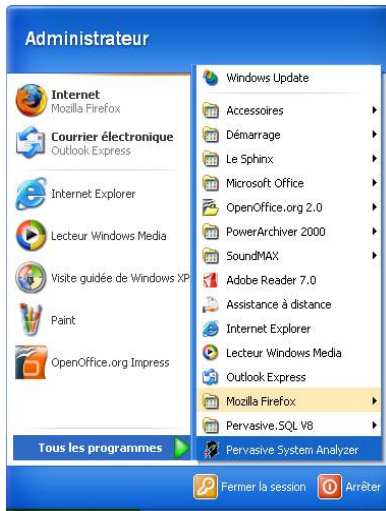 Administrateur
Internet
Mozilla Firefox
Courrier électronique
Outlook Express
Internet Explorer
Lecteur Windows Media
Visite guidée de Windows XP
Paint
OpenOffice.org Impress
Tous les programmes
Windows Update
Accessoires
Démarrage
Le Sphinx
Microsoft Office
OpenOffice.org 2.0
PowerArchiver 2000
SoundMAX
Adobe Reader 7.0
Assistance à distance
Internet Explorer
Lecteur Windows Media
Outlook Express
Mozilla Firefox
Pervasive.SQL V8
Pervasive System Analyzer
Fermer la session
Arrêter